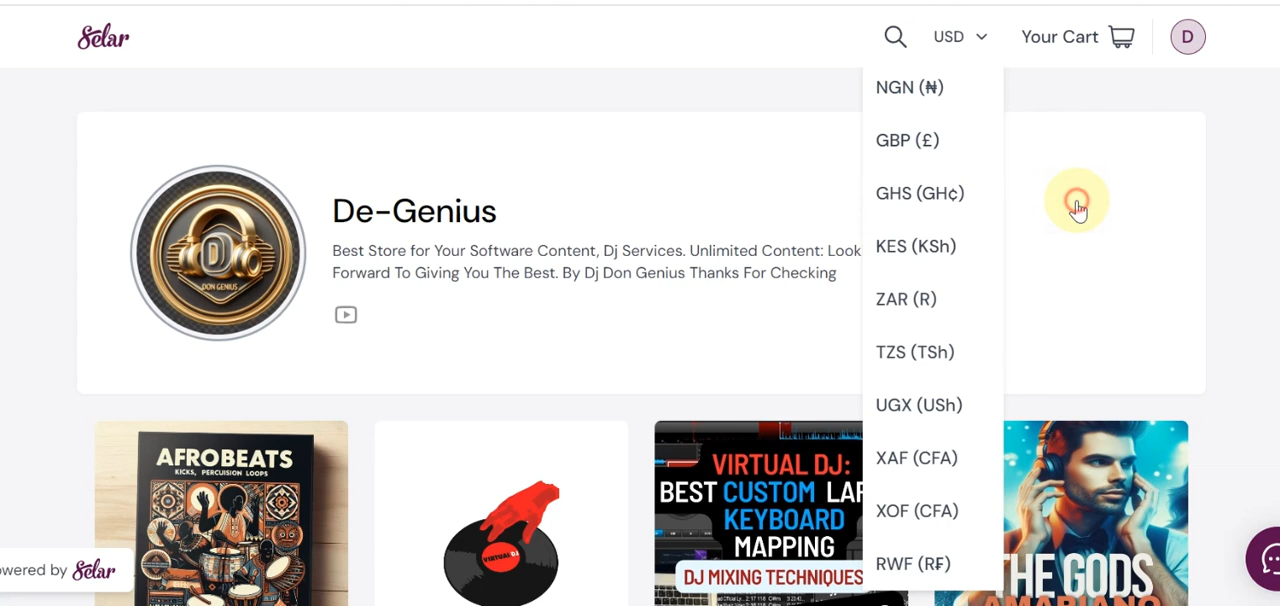 Selar
USD
Your Cart
D
NGN (₦)
GBP (£)
GHS (GH¢)
KES (KSh)
ZAR (R)
TZS (TSh)
UGX (USh)
XAF (CFA)
XOF (CFA)
RWF (R₣)
D
DON GENIUS
De-Genius
Best Store for Your Software Content, Dj Services. Unlimited Content: Look
Forward To Giving You The Best. By Dj Don Genius Thanks For Checking
AFROBEATS
KICKS, PERCUSION LOOPS
VIRTUAL DJ
VIRTUAL DJ:
BEST CUSTOM
KEYBOARD
MAPPING
DJ MIXING TECHNIQUES
THE GODS
AMAPIANO
owered by Selar